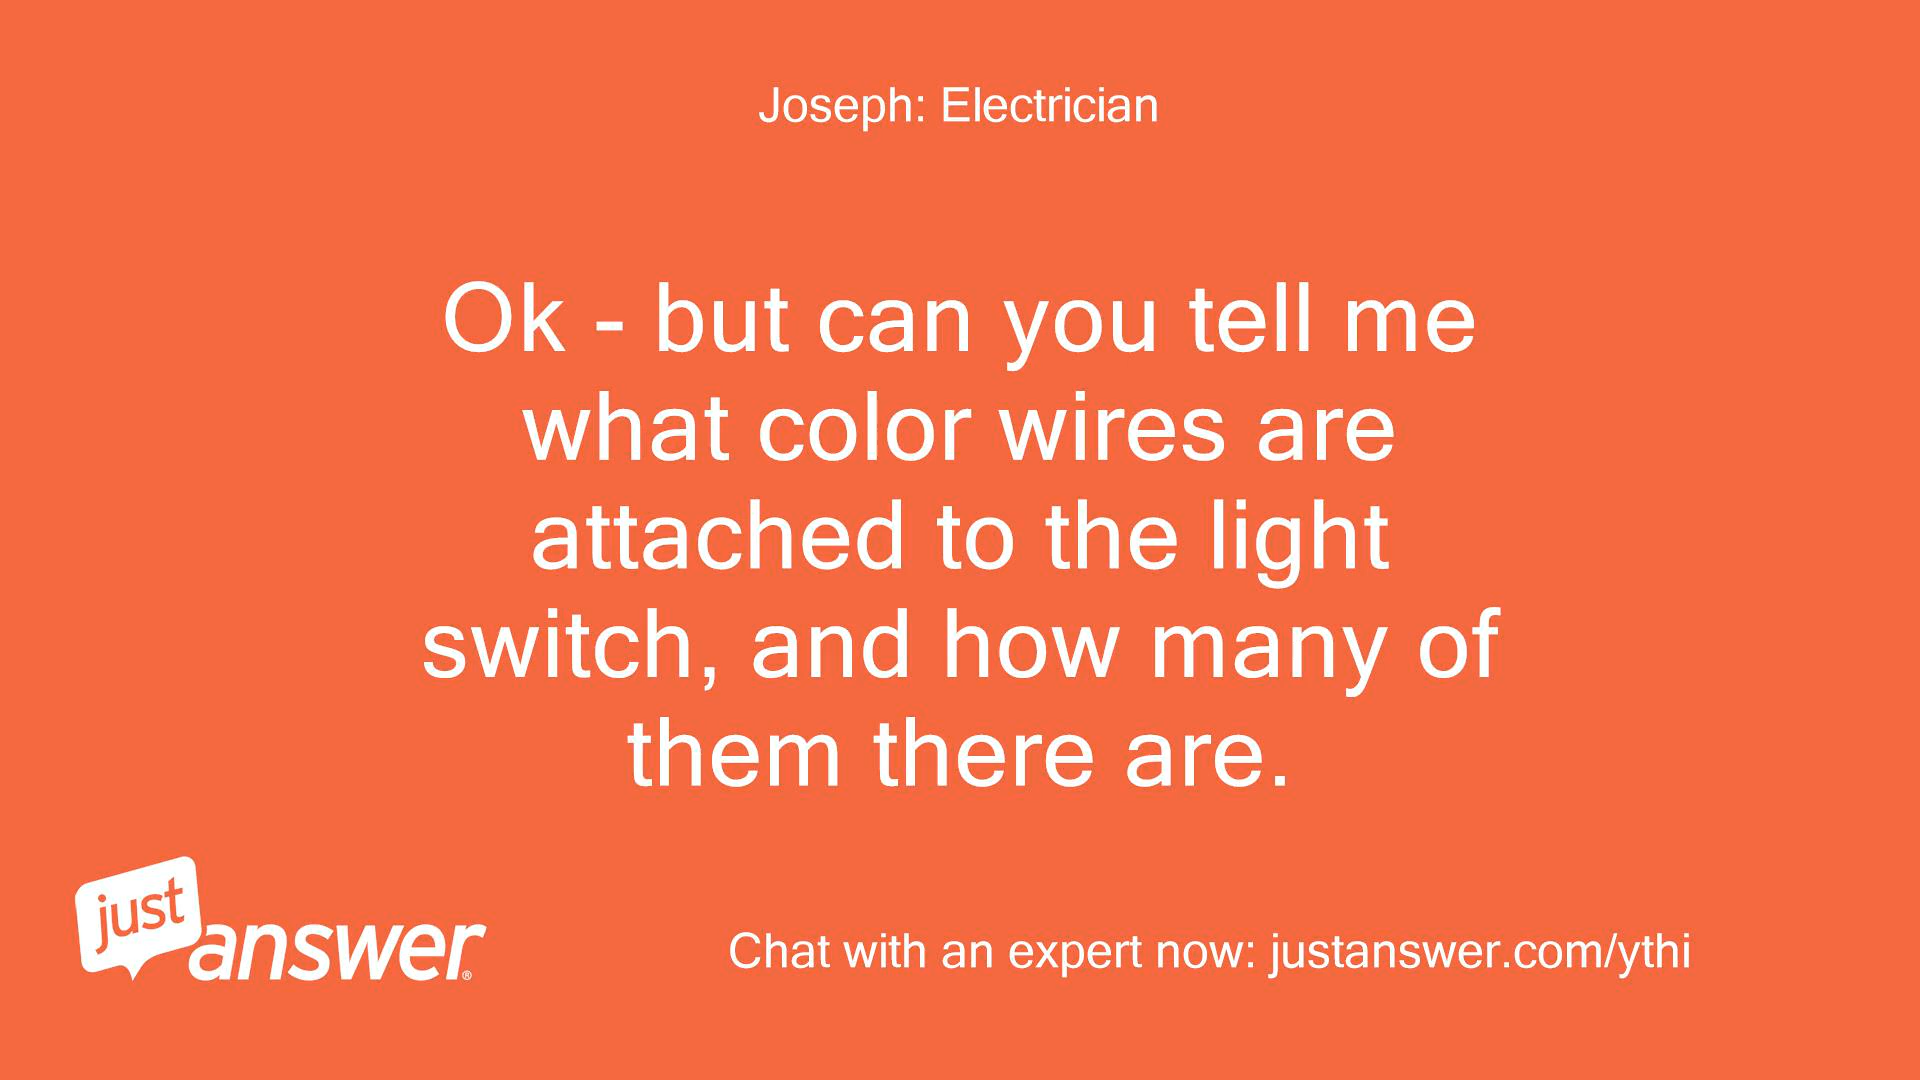 Joseph: Electrician
Ok - but can you tell me
what color wires are
attached to the light
switch, and how many of
them there are.
just
answer®
Chat with an expert now: justanswer.com/ythi